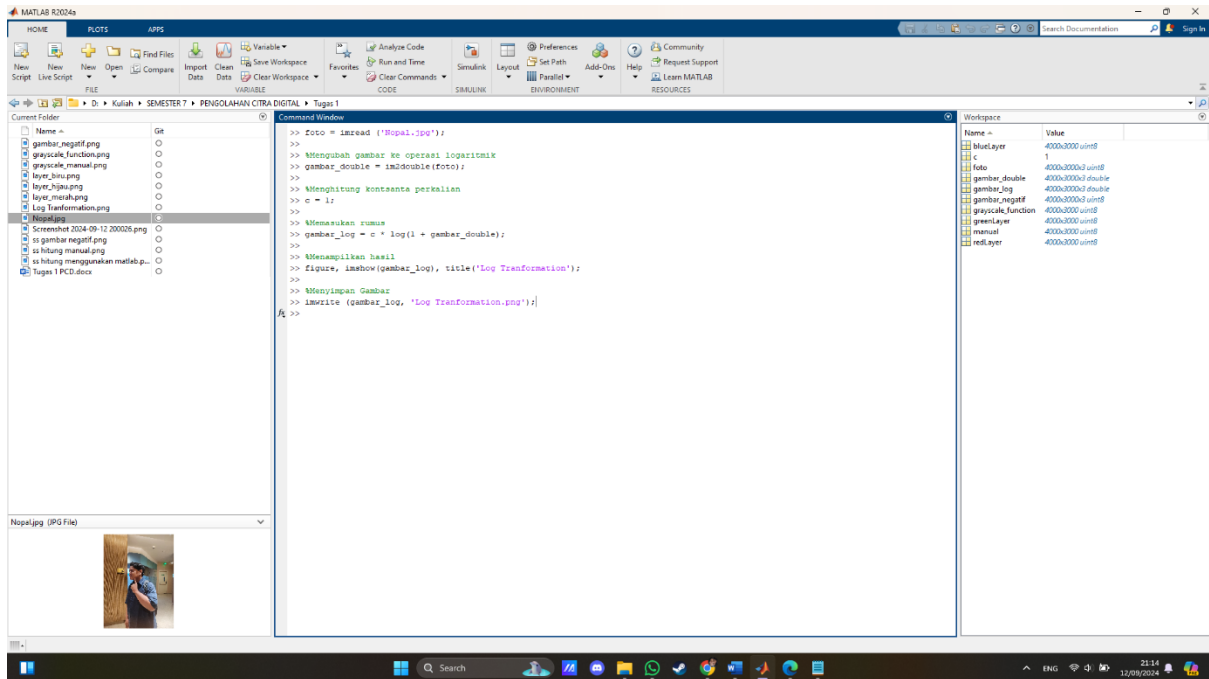 MATLAB R2024a
HOME PLOTS APPS
Search Documentation Sign In
New Script
New Live Script
New
Open
Find Files
Compare
Import Data
Clean Data
Variable
Save Workspace
Clear Workspace
Favorites
Analyze Code
Run and Time
Clear Commands
Simulink
Layout
Preferences
Set Path
Parallel
Add-Ons
Help
Community
Request Support
Learn MATLAB
FILE VARIABLE CODE SIMULINK ENVIRONMENT RESOURCES
D: Kuliah SEMESTER 7 PENGOLAHAN CITRA DIGITAL Tugas 1
Current Folder
Name Git
gambar_negatif.png
grayscale_function.png
grayscale_manual.png
layer_biru.png
layer_hijau.png
layer_merah.png
Log Tranformation.png
Nopal.jpg
Screenshot 2024-09-12 200026.png
ss gambar negatif.png
ss hitung manual.png
ss hitung menggunakan matlab.p...
Tugas 1 PCD.docx
Nopal.jpg (JPG File)
Command Window
>> foto = imread ('Nopal.jpg');
>>
>> %Mengubah gambar ke operasi logaritmik
>> gambar_double = im2double(foto);
>>
>> %Menghitung kontsanta perkalian
>> c = 1;
>>
>> %Memasukan rumus
>> gambar_log = c * log(1 + gambar_double);
>>
>> %Menampilkan hasil
>> figure, imshow(gambar_log), title('Log Tranformation');
>>
>> %Menyimpan Gambar
>> imwrite (gambar_log, 'Log Tranformation.png');
fx >>
Workspace
Name Value
blueLayer 4000x3000 uint8
c 1
foto 4000x3000x3 uint8
gambar_double 4000x3000x3 double
gambar_log 4000x3000x3 double
gambar_negatif 4000x3000x3 uint8
grayscale_function 4000x3000 uint8
greenLayer 4000x3000 uint8
manual 4000x3000 uint8
redLayer 4000x3000 uint8
Search
ENG
21:14
12/09/2024